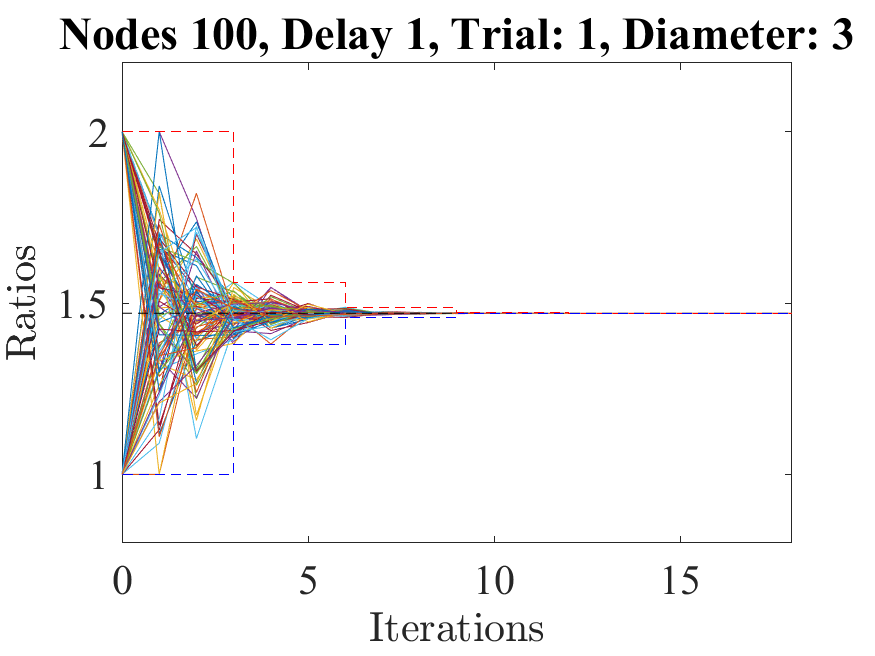 Nodes 100, Delay 1, Trial: 1, Diameter: 3
2
1.5
1
Ratios
0 5 10 15
Iterations